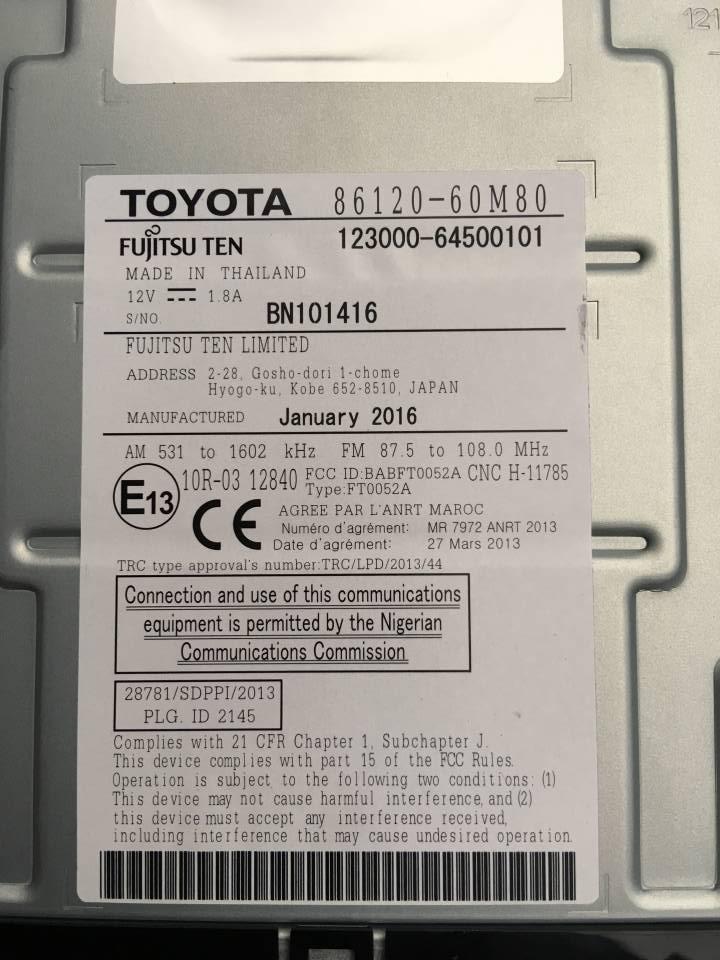 121
TOYOTA 86120-60M80
FUJITSU TEN 123000-64500101
MADE IN THAILAND
12V 1.8A
S/NO. BN101416
FUJITSU TEN LIMITED
ADDRESS 2-28, Gosho-dori 1-chome
Hyogo-ku, Kobe 652-8510, JAPAN
MANUFACTURED January 2016
AM 531 to 1602 kHz FM 87.5 to 108.0 MHz
E13 10R-03 12840 FCC ID:BABFT0052A CNC H-11785
Type:FT0052A
CE AGREE PAR L'ANRT MAROC
Numéro d'agrément: MR 7972 ANRT 2013
Date d'agrément: 27 Mars 2013
TRC type approval's number:TRC/LPD/2013/44
Connection and use of this communications
equipment is permitted by the Nigerian
Communications Commission
28781/SDPPI/2013
PLG. ID 2145
Complies with 21 CFR Chapter 1, Subchapter J.
This device complies with part 15 of the FCC Rules.
Operation is subject to the following two conditions: (1)
This device may not cause harmful interference, and (2)
this device must accept any interference received,
including interference that may cause undesired operation.